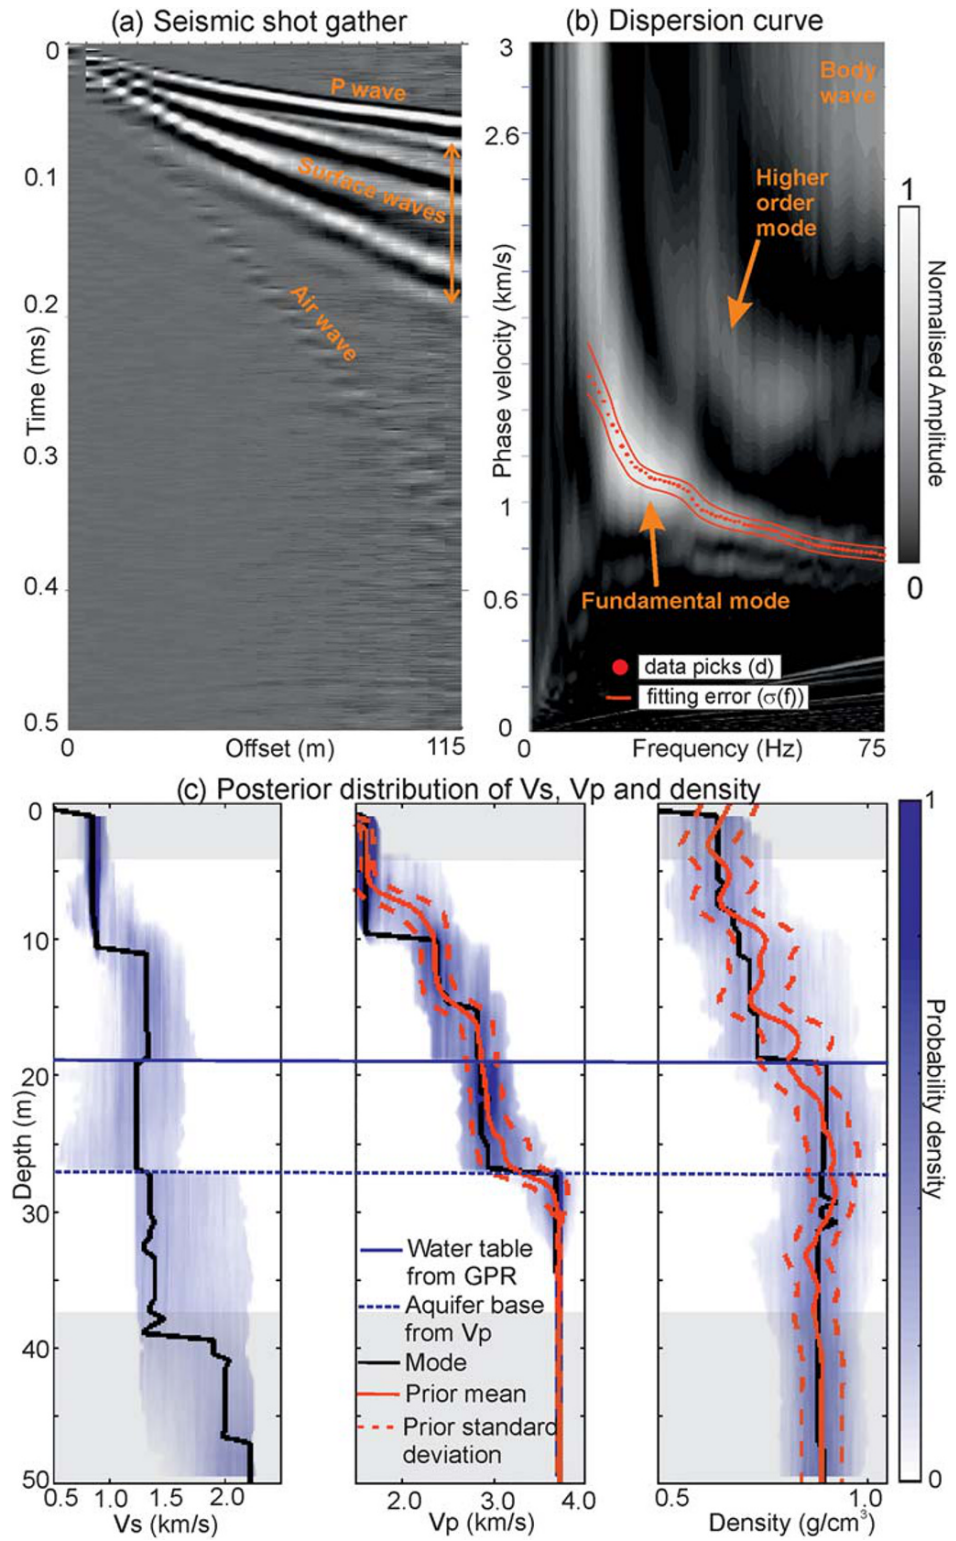 (a) Seismic shot gather
(b) Dispersion curve
0
0.1
0.2
0.3
0.4
0.5
Time (ms)
P wave
Surface waves
Air wave
0
Offset (m)
115
3
2.6
1
0.6
0
Phase velocity (km/s)
Body
wave
Higher
order
mode
Fundamental mode
data picks (d)
fitting error (σ(f))
0
Frequency (Hz)
75
1
Normalised Amplitude
0
(c) Posterior distribution of Vs, Vp and density
0
10
20
30
40
50
Depth (m)
0.5
1.0
1.5
2.0
Vs (km/s)
Water table
from GPR
Aquifer base
from Vp
Mode
Prior mean
Prior standard
deviation
2.0
3.0
4.0
Vp (km/s)
0.5
1.0
Density (g/cm³)
1
Probability density
0